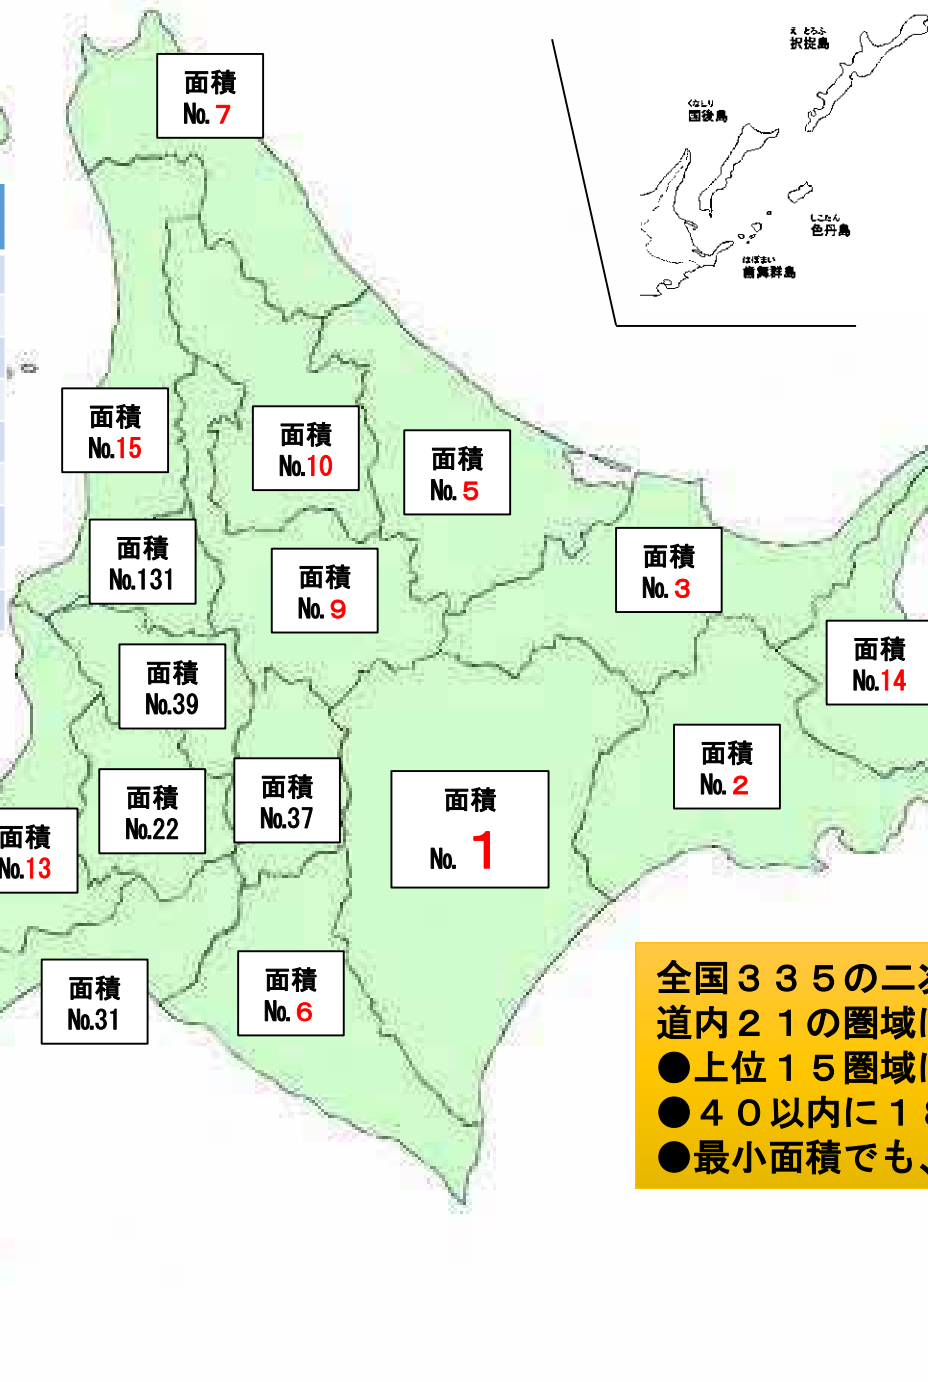 面積
№.７
え とろふ
択捉島
くなしり
国後島
しこたん
色丹島
はぼまい
歯舞群島
面積
№.15
面積
№.10
面積
№.５
面積
№.131
面積
№.９
面積
№.３
面積
№.14
面積
№.39
面積
№.２
面積
№.22
面積
№.37
面積
№. 1
面積
№.13
面積
№.31
面積
№.６
全国３３５の二
道内２１の圏域
●上位１５圏域
●４０以内に１
●最小面積でも、